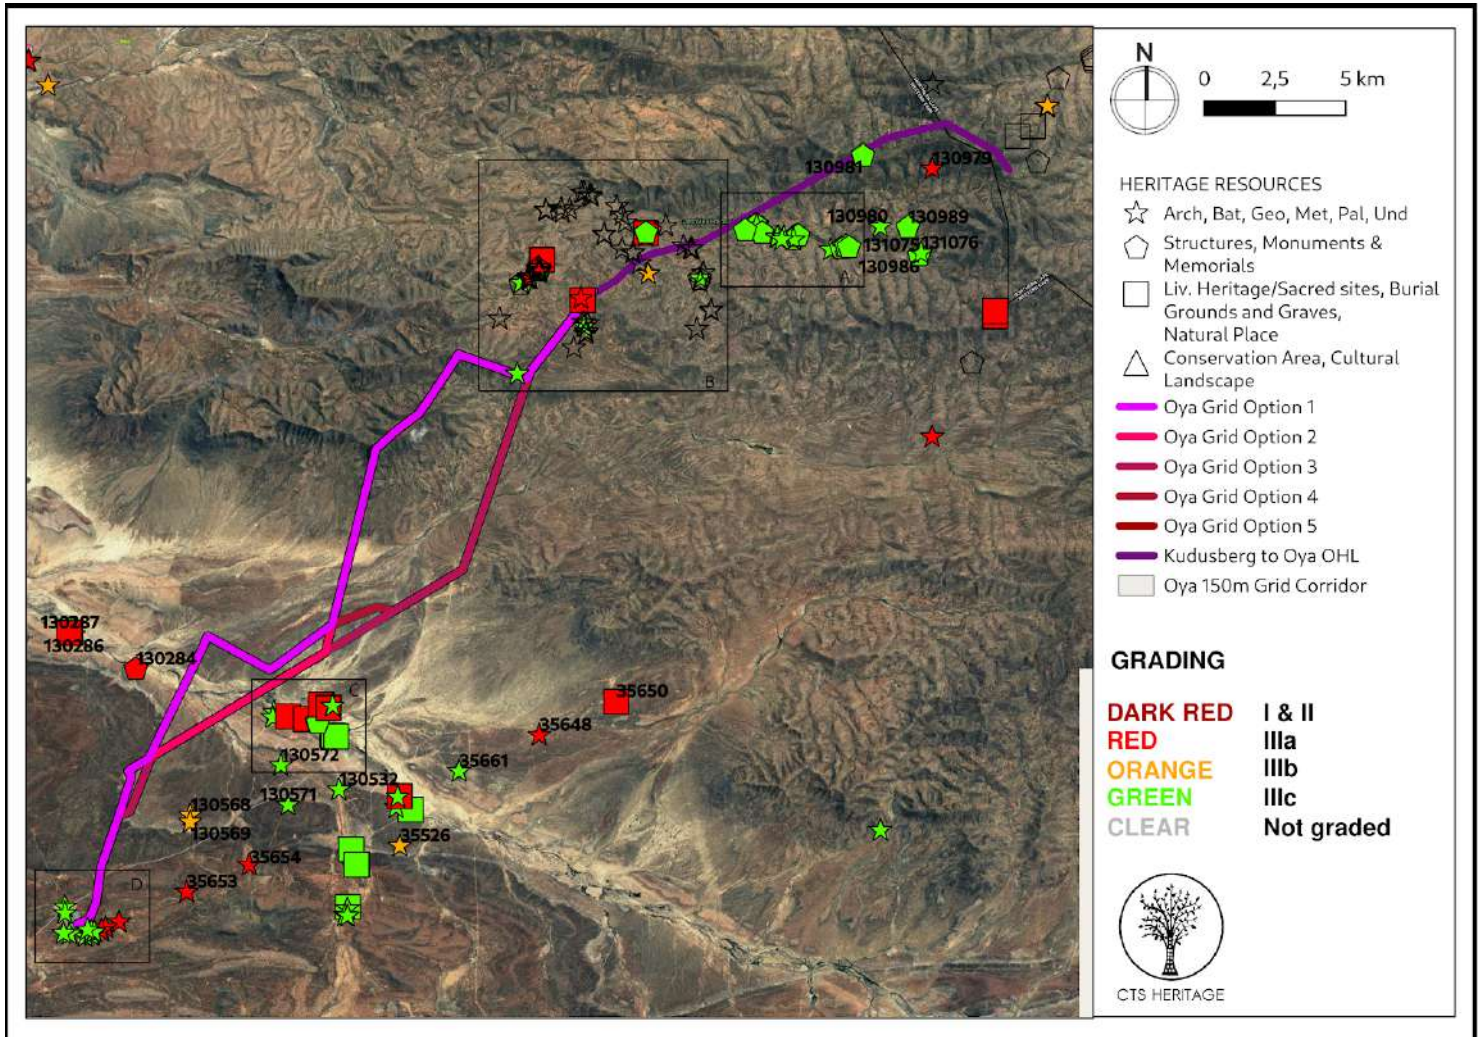 N
0 2,5 5 km
HERITAGE RESOURCES
Arch, Bat, Geo, Met, Pal, Und
Structures, Monuments &
Memorials
Liv. Heritage/Sacred sites, Burial
Grounds and Graves,
Natural Place
Conservation Area, Cultural
Landscape
Oya Grid Option 1
Oya Grid Option 2
Oya Grid Option 3
Oya Grid Option 4
Oya Grid Option 5
Kudusberg to Oya OHL
Oya 150m Grid Corridor
GRADING
DARK RED I & II
RED IIIa
ORANGE IIIb
GREEN IIIc
CLEAR Not graded
CTS HERITAGE
130979
130981
130980
130989
131075
131076
130986
A
B
130287
130286
130284
C
35650
35648
130572
35661
130532
130571
130568
130569
35526
35654
35653
D